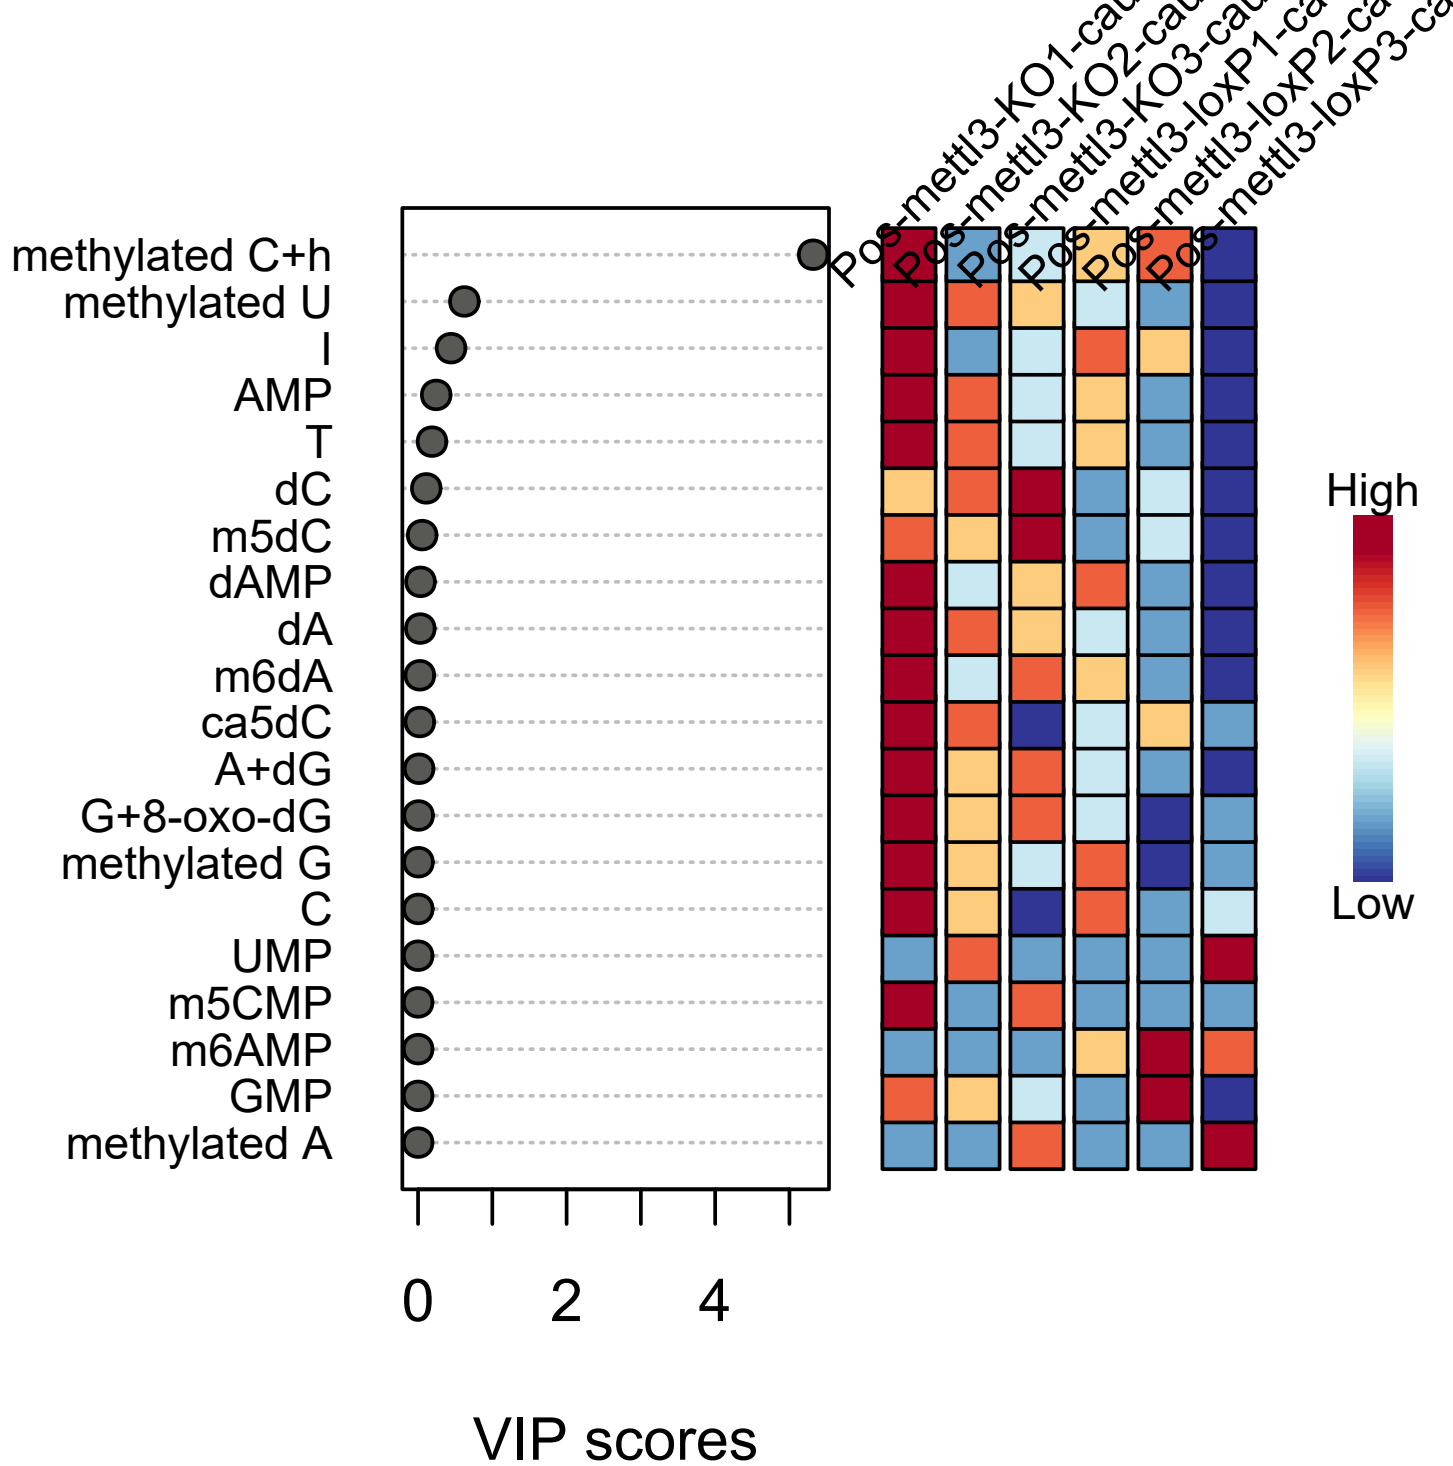 Pos-mettl3-KO1-cau
Pos-mettl3-KO2-cau
Pos-mettl3-KO3-cau
Pos-mettl3-loxP1-ca
Pos-mettl3-loxP2-ca
Pos-mettl3-loxP3-ca
methylated C+h
methylated U
I
AMP
T
dC
m5dC
dAMP
dA
m6dA
ca5dC
A+dG
G+8-oxo-dG
methylated G
C
UMP
m5CMP
m6AMP
GMP
methylated A
High
Low
0 2 4
VIP scores